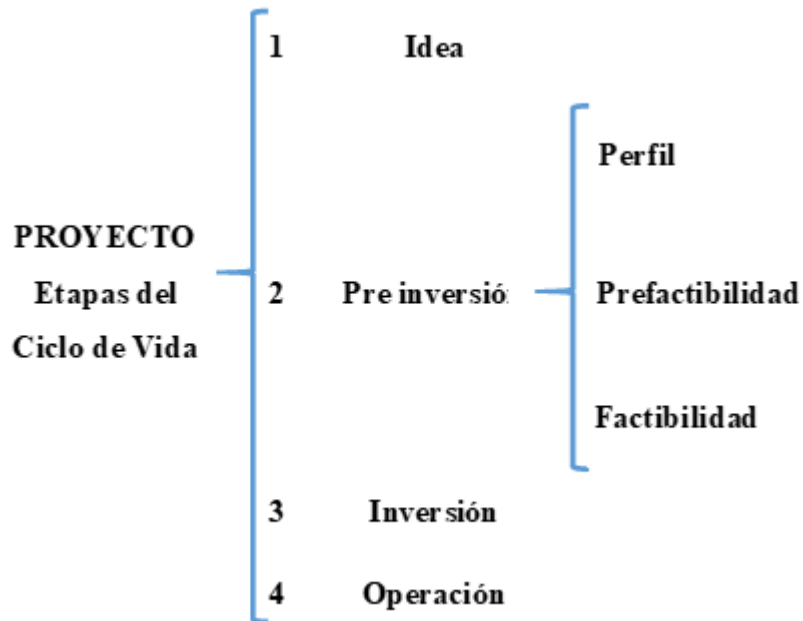 1 Idea
Perfil
PROYECTO
Etapas del
Ciclo de Vida
2 Pre inversió
Prefactibilidad
Factibilidad
3 Inversión
4 Operación